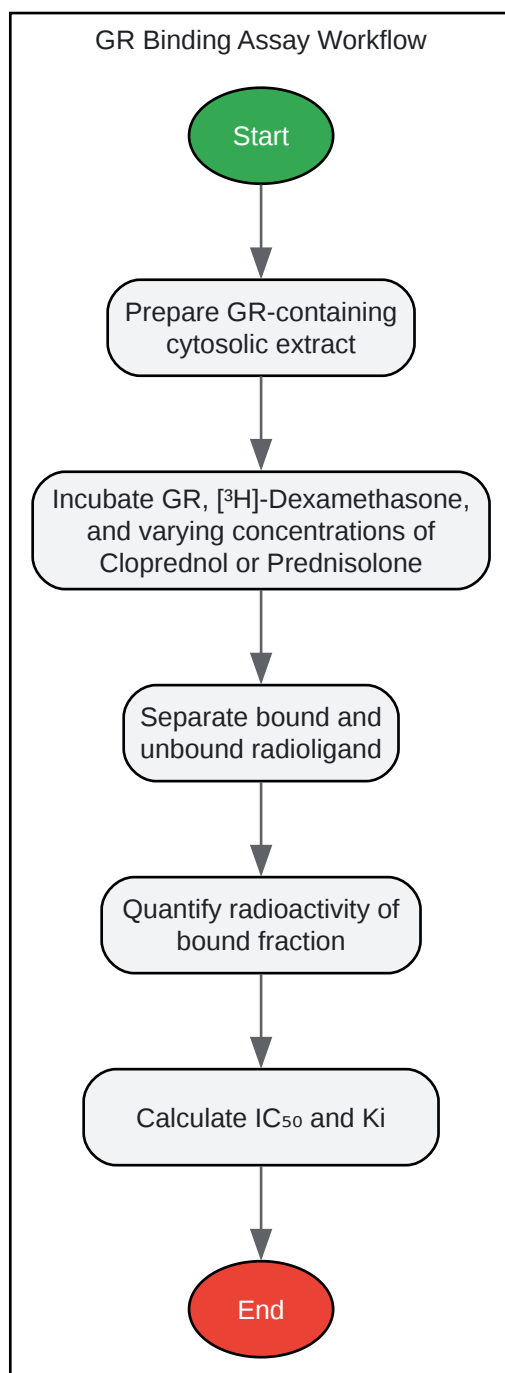 GR Binding Assay Workflow
Start
Prepare GR-containing
cytosolic extract
Incubate GR, [³H]-Dexamethasone,
and varying concentrations of
Cloprednol or Prednisolone
Separate bound and
unbound radioligand
Quantify radioactivity of
bound fraction
Calculate IC₅₀ and Ki
End